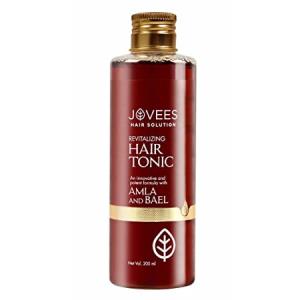 JOVEES
HAIR SOLUTION
REVITALIZING
HAIR
TONIC
An innovative and
potent formula with
AMLA
AND BAEL
Net Vol. 200 ml